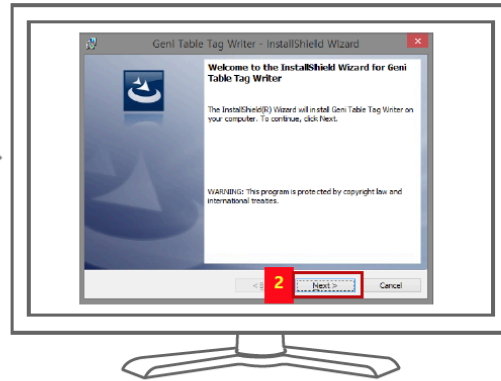 Geni Table Tag Writer - InstallShield Wizard
Welcome to the InstallShield Wizard for Geni
Table Tag Writer
The InstallShield(R) Wizard will install Geni Table Tag Writer on
your computer. To continue, click Next.
WARNING: This program is protected by copyright law and
international treaties.
< 2 Next > Cancel